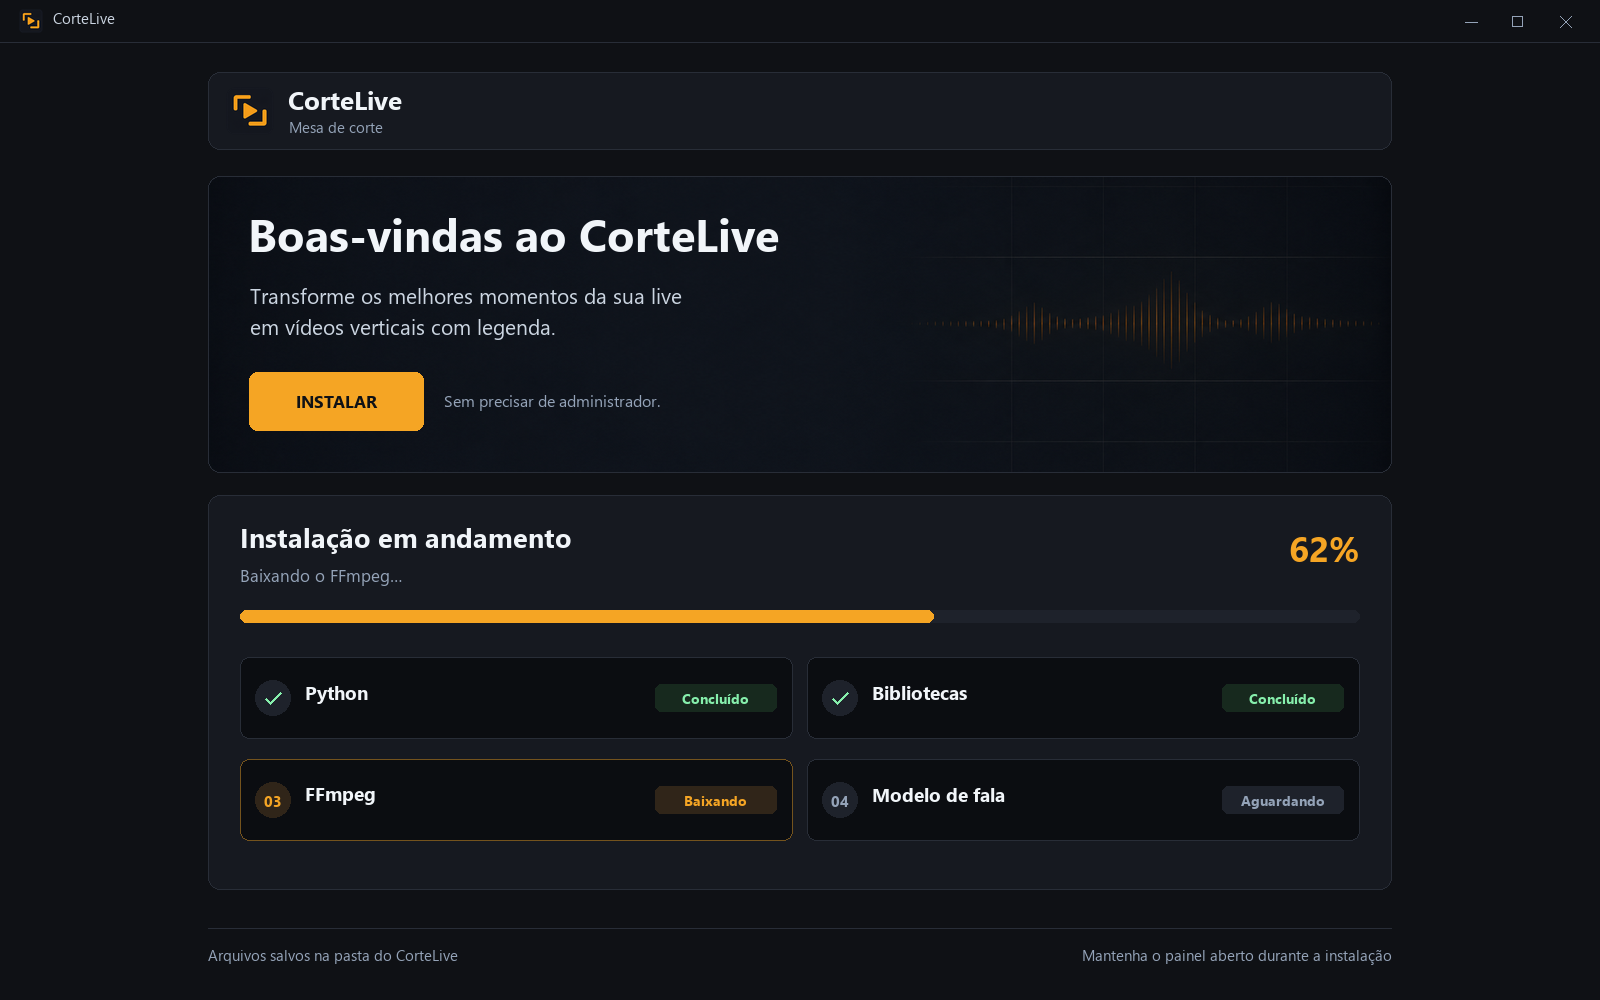 CorteLive
CorteLive
Mesa de corte
Boas-vindas ao CorteLive
Transforme os melhores momentos da sua live
em vídeos verticais com legenda.
INSTALAR
Sem precisar de administrador.
Instalação em andamento
62%
Baixando o FFmpeg...
Python
Concluído
Bibliotecas
Concluído
03
FFmpeg
Baixando
04
Modelo de fala
Aguardando
Arquivos salvos na pasta do CorteLive
Mantenha o painel aberto durante a instalação